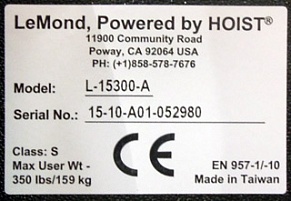 LeMond, Powered by HOIST®
11900 Community Road
Poway, CA 92064 USA
PH: (+1)858-578-7676
Model: L-15300-A
Serial No.: 15-10-A01-052980
CE
Class: S
Max User Wt -
350 lbs/159 kg
EN 957-1/-10
Made in Taiwan